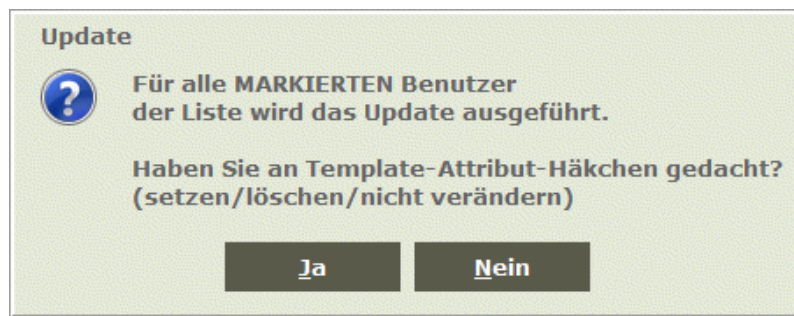 Update
Für alle MARKIERTEN Benutzer
der Liste wird das Update ausgeführt.
Haben Sie an Template-Attribut-Häkchen gedacht?
(setzen/löschen/nicht verändern)
Ja
Nein